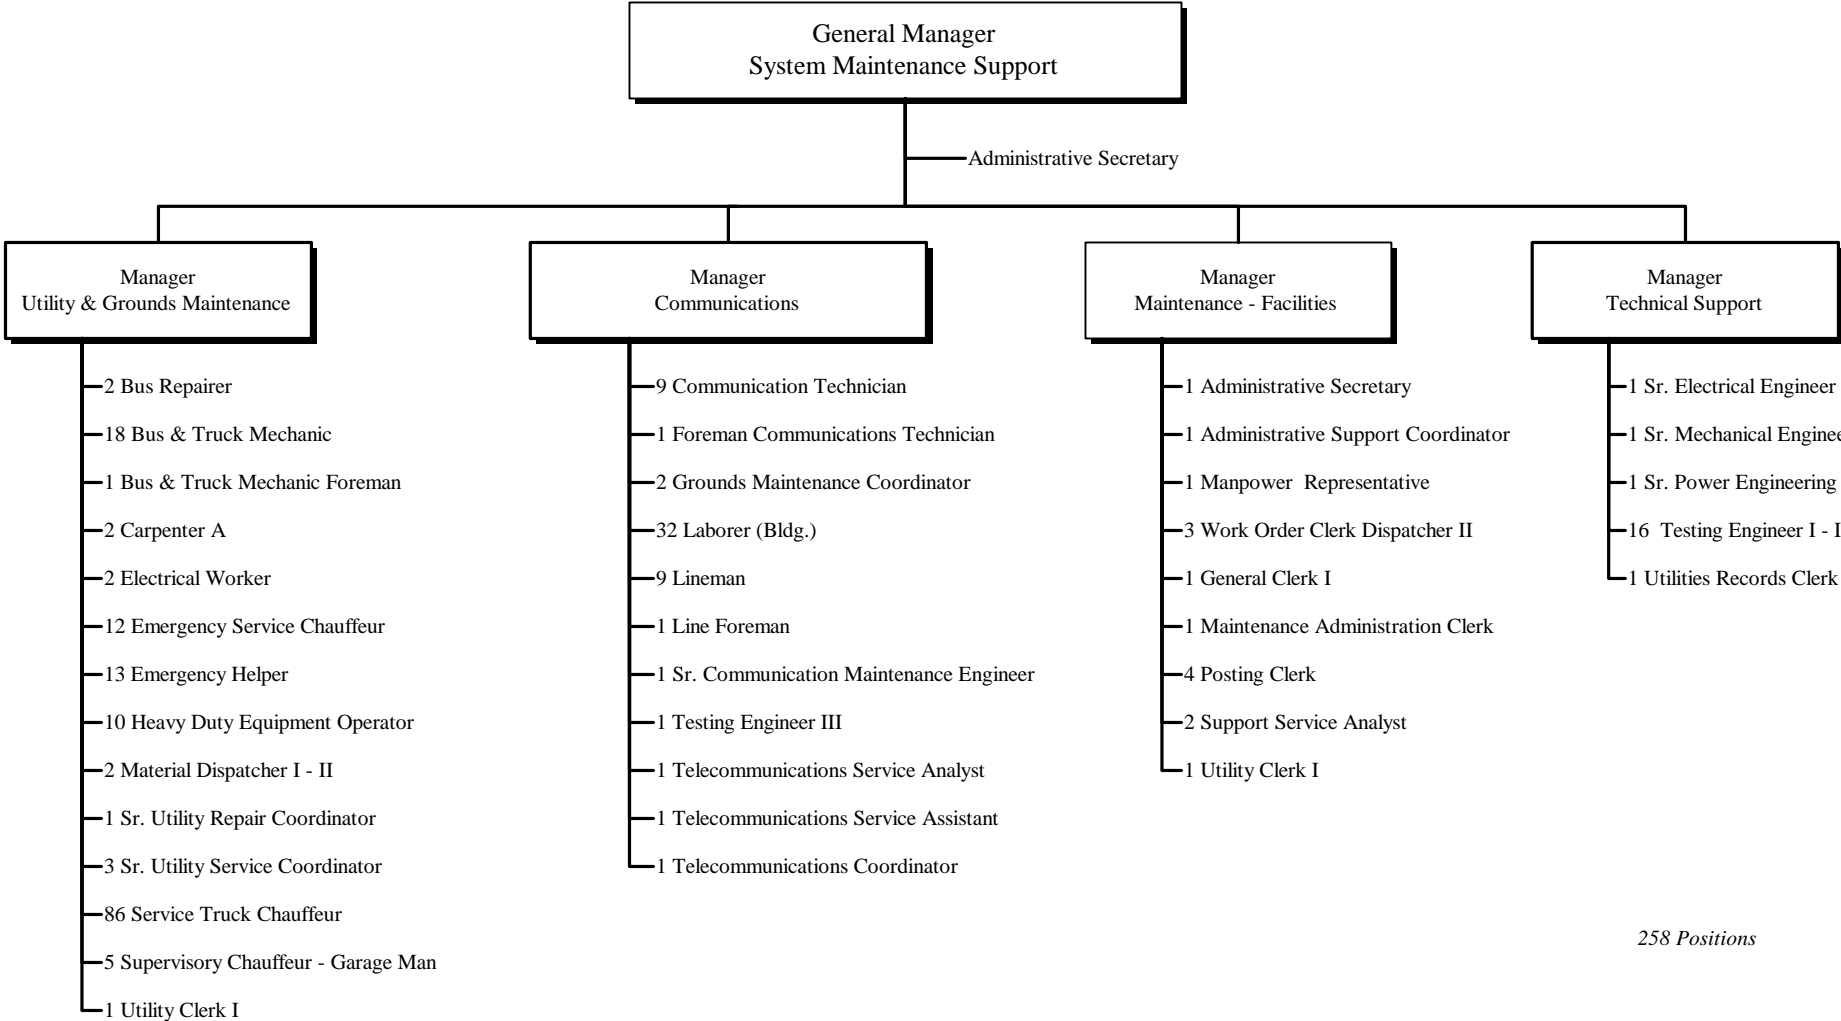 General Manager
System Maintenance Support
Administrative Secretary
Manager
Utility & Grounds Maintenance
2 Bus Repairer
18 Bus & Truck Mechanic
1 Bus & Truck Mechanic Foreman
2 Carpenter A
2 Electrical Worker
12 Emergency Service Chauffeur
13 Emergency Helper
10 Heavy Duty Equipment Operator
2 Material Dispatcher I - II
1 Sr. Utility Repair Coordinator
3 Sr. Utility Service Coordinator
86 Service Truck Chauffeur
5 Supervisory Chauffeur - Garage Man
1 Utility Clerk I
Manager
Communications
9 Communication Technician
1 Foreman Communications Technician
2 Grounds Maintenance Coordinator
32 Laborer (Bldg.)
9 Lineman
1 Line Foreman
1 Sr. Communication Maintenance Engineer
1 Testing Engineer III
1 Telecommunications Service Analyst
1 Telecommunications Service Assistant
1 Telecommunications Coordinator
Manager
Maintenance - Facilities
1 Administrative Secretary
1 Administrative Support Coordinator
1 Manpower Representative
3 Work Order Clerk Dispatcher II
1 General Clerk I
1 Maintenance Administration Clerk
4 Posting Clerk
2 Support Service Analyst
1 Utility Clerk I
Manager
Technical Support
1 Sr. Electrical Engineer
1 Sr. Mechanical
1 Sr. Power Engineering
16 Testing Engineer I -
1 Utilities Records Clerk
258 Positions